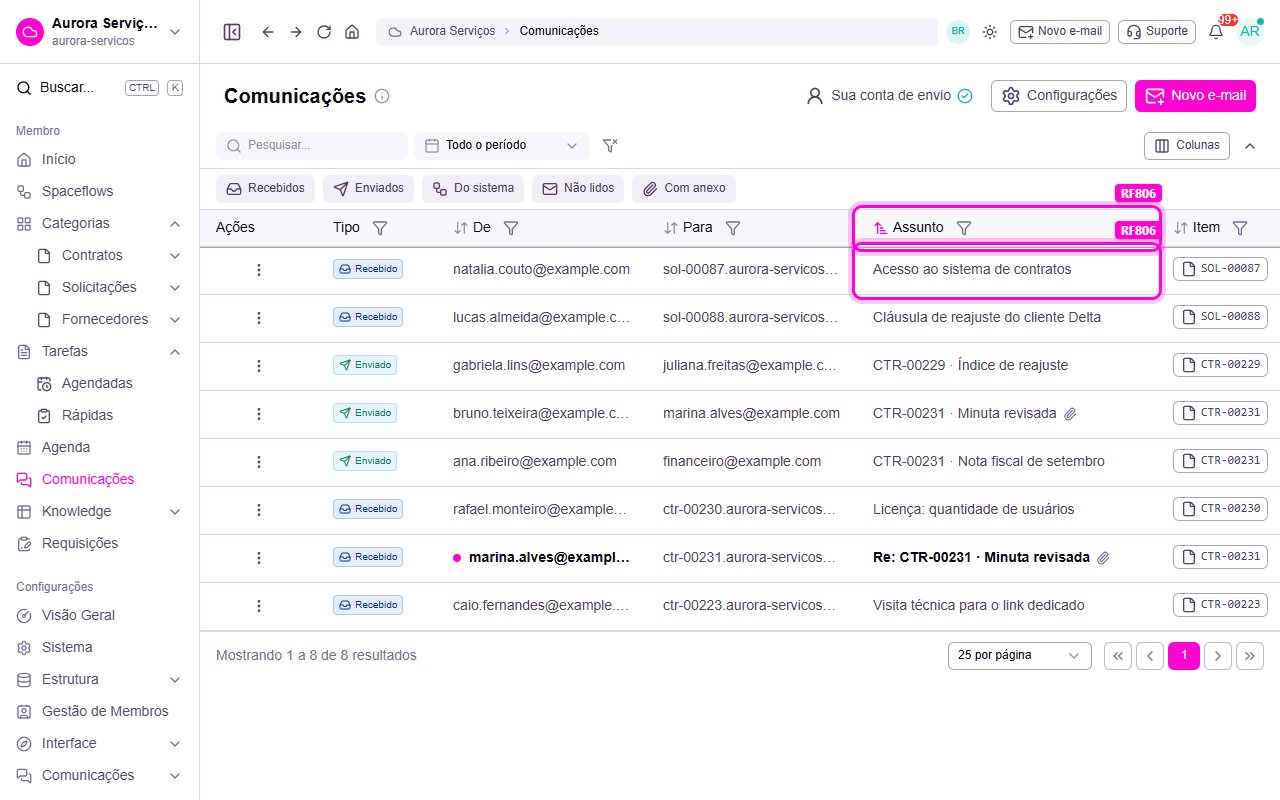 Aurora Serviç...
aurora-servicos
Aurora Serviços > Comunicações
BR
Novo e-mail
Suporte
99+
AR
Buscar...
CTRL
K
Membro
Início
Spaceflows
Categorias
Contratos
Solicitações
Fornecedores
Tarefas
Agendadas
Rápidas
Agenda
Comunicações
Knowledge
Requisições
Configurações
Visão Geral
Sistema
Estrutura
Gestão de Membros
Interface
Comunicações
Comunicações
Sua conta de envio
Configurações
Novo e-mail
Pesquisar...
Todo o período
Colunas
Recebidos
Enviados
Do sistema
Não lidos
Com anexo
RF806
Ações Tipo De Para Assunto Item
RF806
Recebido natalia.couto@example.com sol-00087.aurora-servicos... Acesso ao sistema de contratos SOL-00087
Recebido lucas.almeida@example.c... sol-00088.aurora-servicos... Cláusula de reajuste do cliente Delta SOL-00088
Enviado gabriela.lins@example.com juliana.freitas@example.c... CTR-00229 · Índice de reajuste CTR-00229
Enviado bruno.teixeira@example.c... marina.alves@example.com CTR-00231 · Minuta revisada CTR-00231
Enviado ana.ribeiro@example.com financeiro@example.com CTR-00231 · Nota fiscal de setembro CTR-00231
Recebido rafael.monteiro@example... ctr-00230.aurora-servicos... Licença: quantidade de usuários CTR-00230
Recebido marina.alves@exampl... ctr-00231.aurora-servicos... Re: CTR-00231 · Minuta revisada CTR-00231
Recebido caio.fernandes@example.... ctr-00223.aurora-servicos... Visita técnica para o link dedicado CTR-00223
Mostrando 1 a 8 de 8 resultados
25 por página
1